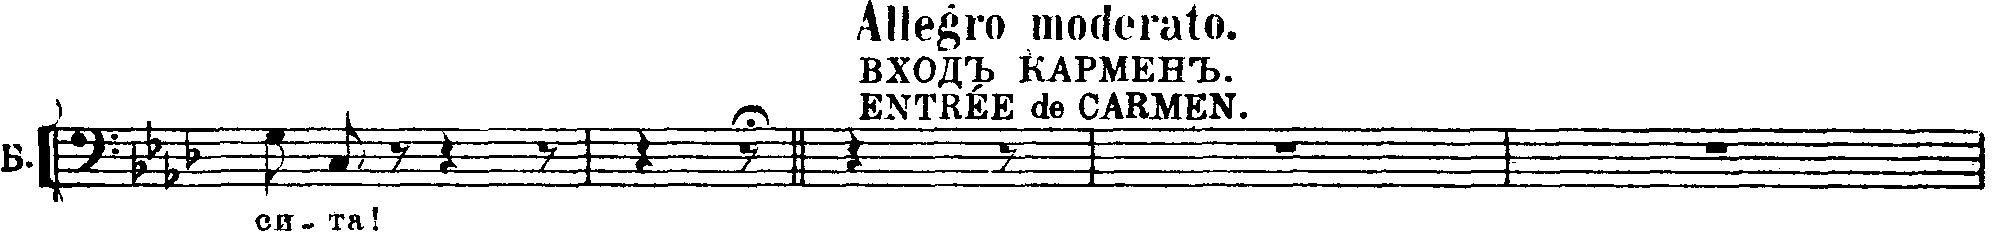 Allegro moderato.
ВХОДЪ КАРМЕНЪ.
ENTRÉE de CARMEN.
Б.
си - та!